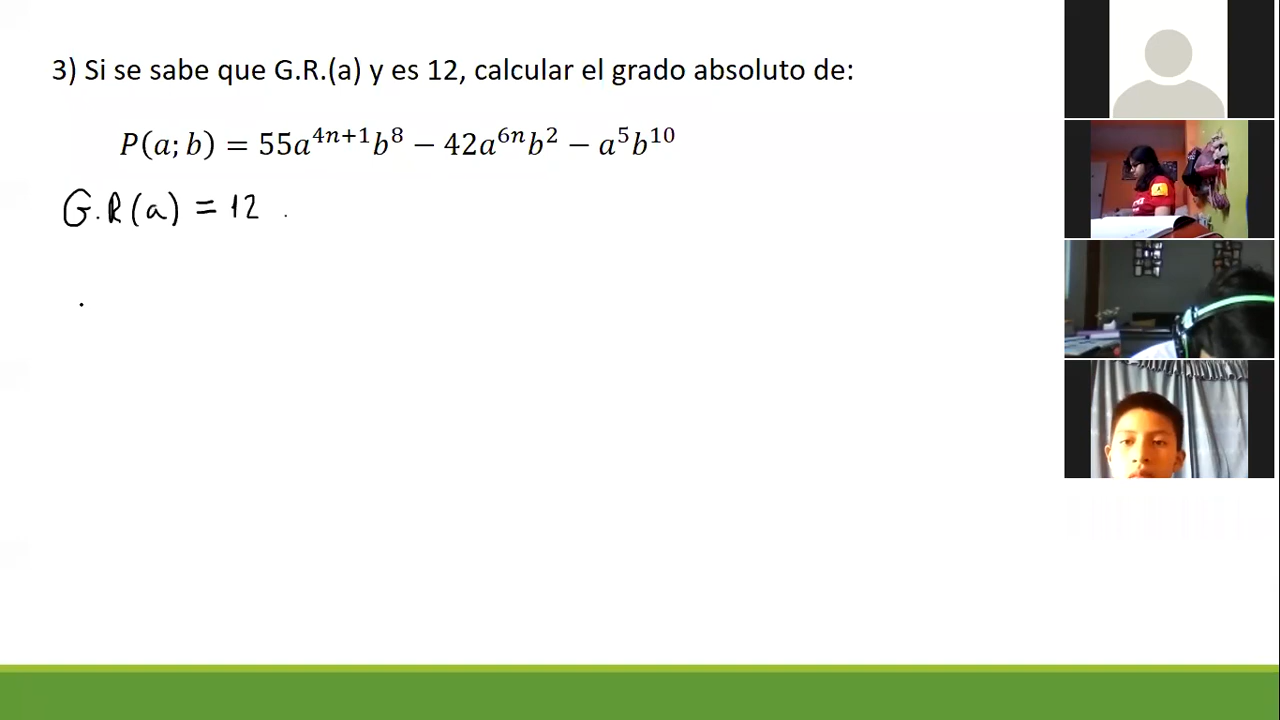 3) Si se sabe que G.R.(a) y es 12, calcular el grado absoluto de:
P(a; b) = 55a^{4n+1}b^8 − 42a^{6n}b^2 − a^5b^{10}
G.R(a) = 12